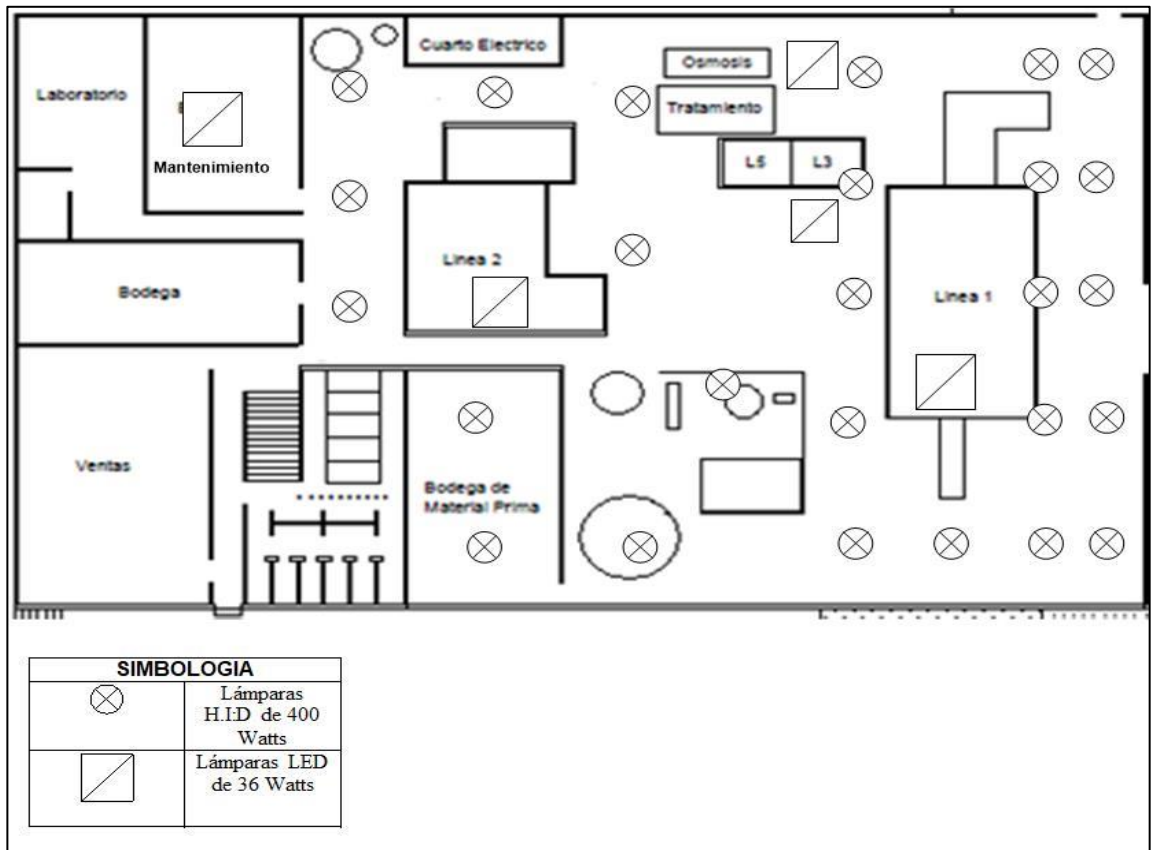 Cuarto Electrico
Osmosis
Laboratorio
Tratamiento
Mantenimiento
L5
L3
Linea 2
Bodega
Linea 1
Ventas
Bodega de
Material Prima
SIMBOLOGIA
Lámparas
H.I:D de 400
Watts
Lámparas LED
de 36 Watts